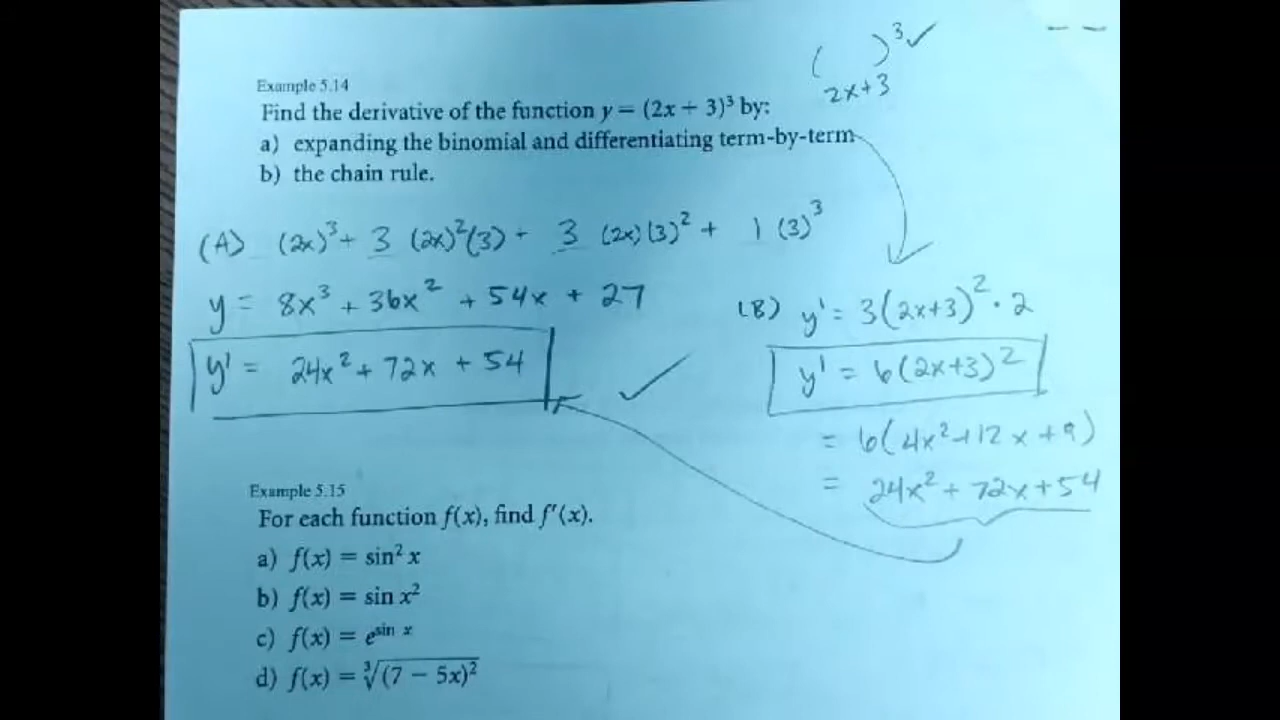 ( )³✓
2x+3
Example 5.14
Find the derivative of the function y = (2x + 3)³ by:
a) expanding the binomial and differentiating term-by-term
b) the chain rule.
(A) (2x)³ + 3 (2x)²(3) + 3 (2x)(3)² + 1 (3)³
y = 8x³ + 36x² + 54x + 27
y' = 24x² + 72x + 54 ✓
(B) y' = 3(2x+3)² · 2
y' = 6(2x+3)²
= 6(4x²+12x+9)
= 24x² + 72x + 54
Example 5.15
For each function f(x), find f′(x).
a) f(x) = sin² x
b) f(x) = sin x²
c) f(x) = e^sin x
d) f(x) = ∛(7 − 5x)²